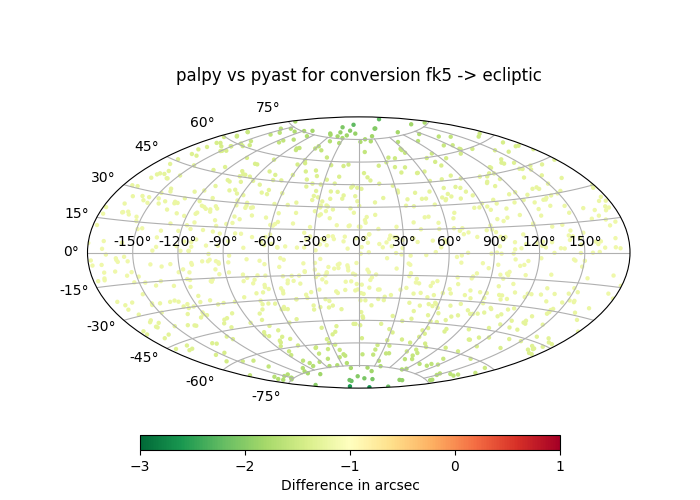 palpy vs pyast for conversion fk5 -> ecliptic
75°
60°
45°
30°
15°
-150° -120° -90° -60° -30° 0° 30° 60° 90° 120° 150°
0°
-15°
-30°
-45°
-60°
-75°
−3 −2 −1 0 1
Difference in arcsec